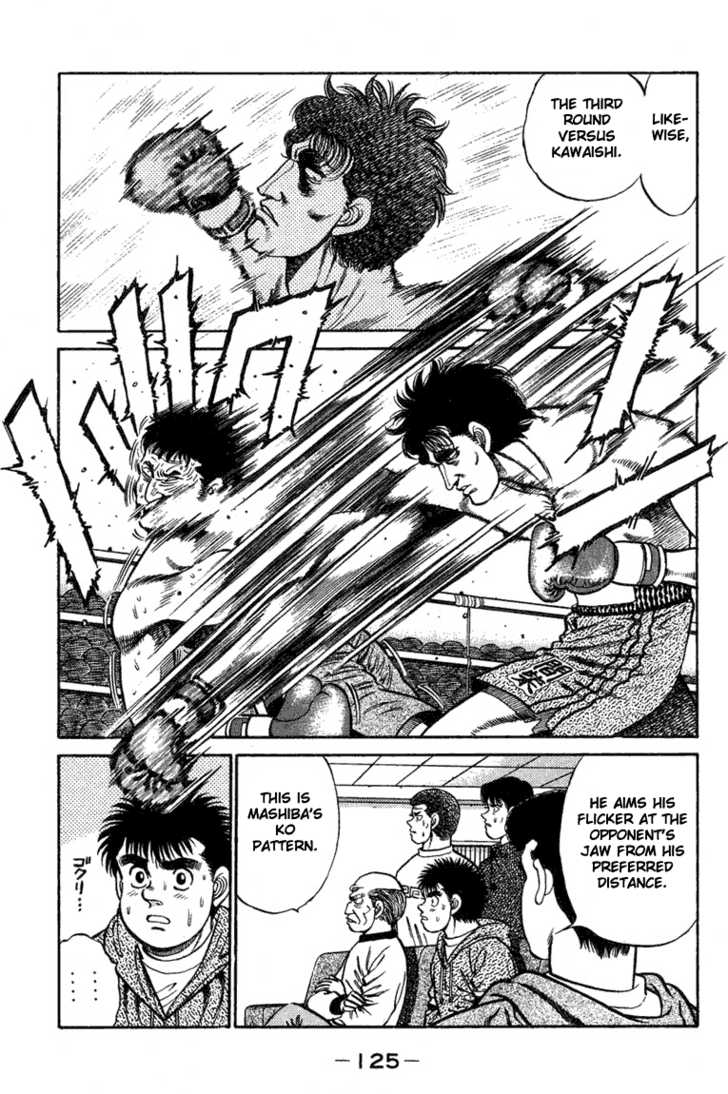 LIKE-
WISE,
THE THIRD
ROUND
VERSUS
KAWAISHI.
HE AIMS HIS
FLICKER AT THE
OPPONENT'S
JAW FROM HIS
PREFERRED
DISTANCE.
THIS IS
MASHIBA'S
KO
PATTERN.
ゴクリ…
‥‥
‥‥
－125－